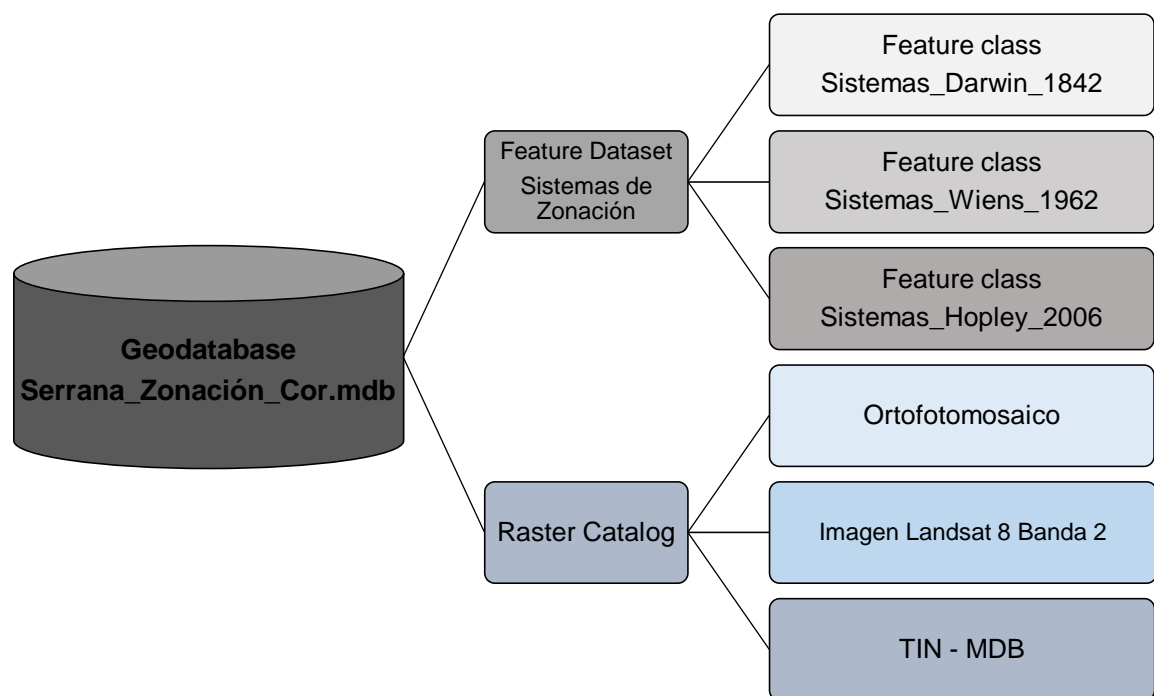 Geodatabase
Serrana_Zonación_Cor.mdb
Feature Dataset
Sistemas de
Zonación
Feature class
Sistemas_Darwin_1842
Feature class
Sistemas_Wiens_1962
Feature class
Sistemas_Hopley_2006
Raster Catalog
Ortofotomosaico
Imagen Landsat 8 Banda 2
TIN - MDB